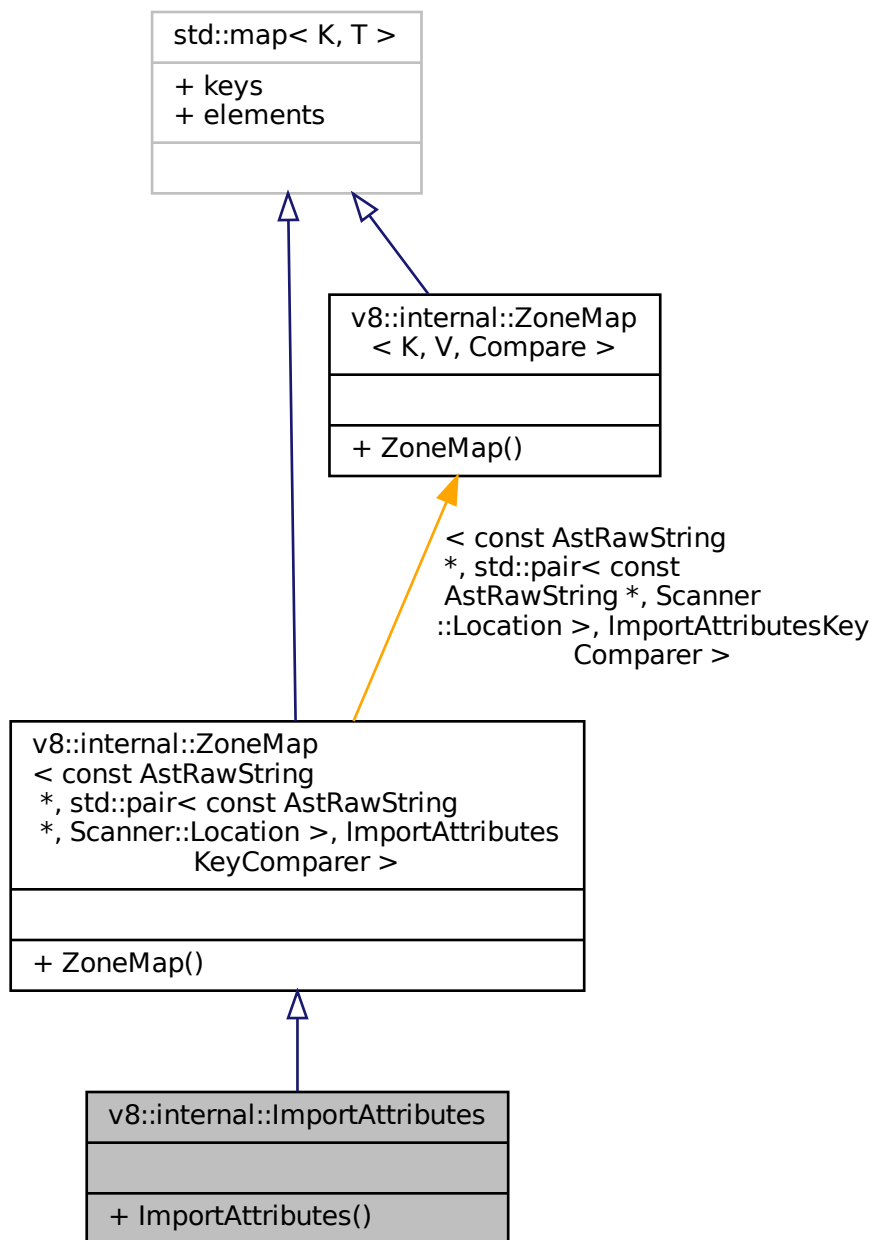 std::map< K, T >
+ keys
+ elements
v8::internal::ZoneMap
< K, V, Compare >
+ ZoneMap()
< const AstRawString
*, std::pair< const
AstRawString *, Scanner
::Location >, ImportAttributesKey
Comparer >
v8::internal::ZoneMap
< const AstRawString
*, std::pair< const AstRawString
*, Scanner::Location >, ImportAttributes
KeyComparer >
+ ZoneMap()
v8::internal::ImportAttributes
+ ImportAttributes()